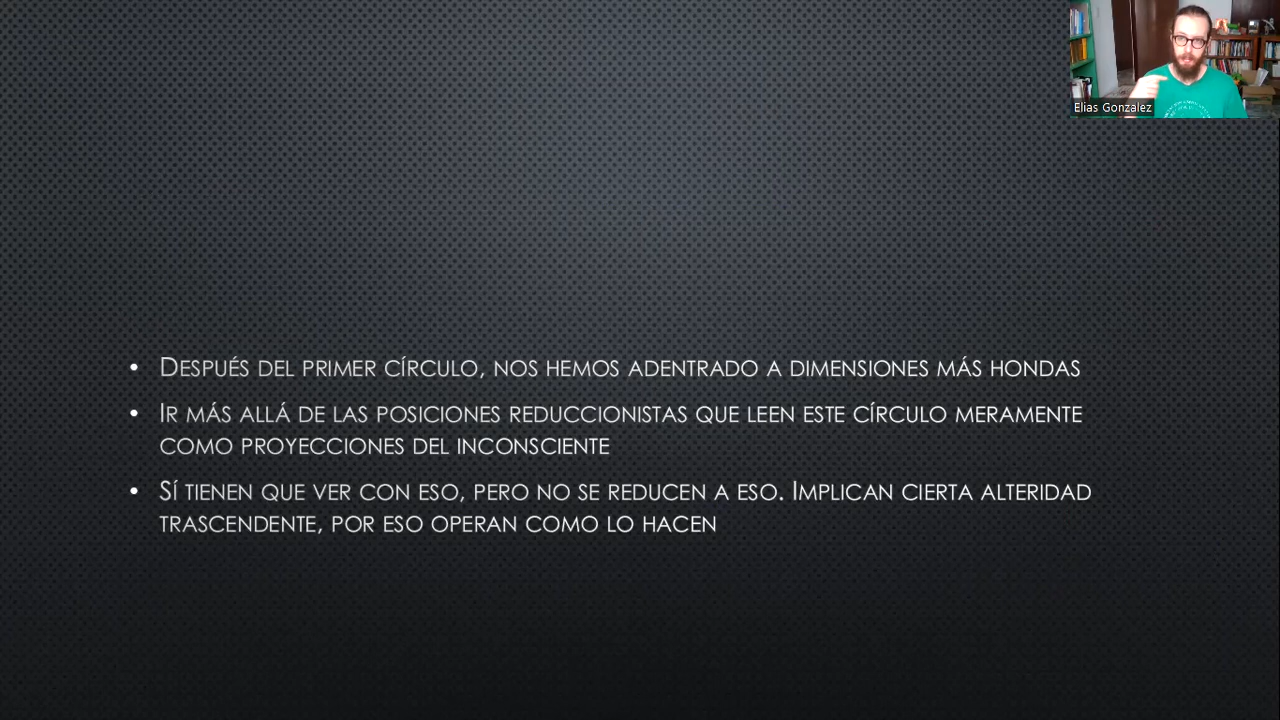 Elias Gonzalez
• Después del primer círculo, nos hemos adentrado a dimensiones más hondas
• Ir más allá de las posiciones reduccionistas que leen este círculo meramente
como proyecciones del inconsciente
• Sí tienen que ver con eso, pero no se reducen a eso. Implican cierta alteridad
trascendente, por eso operan como lo hacen